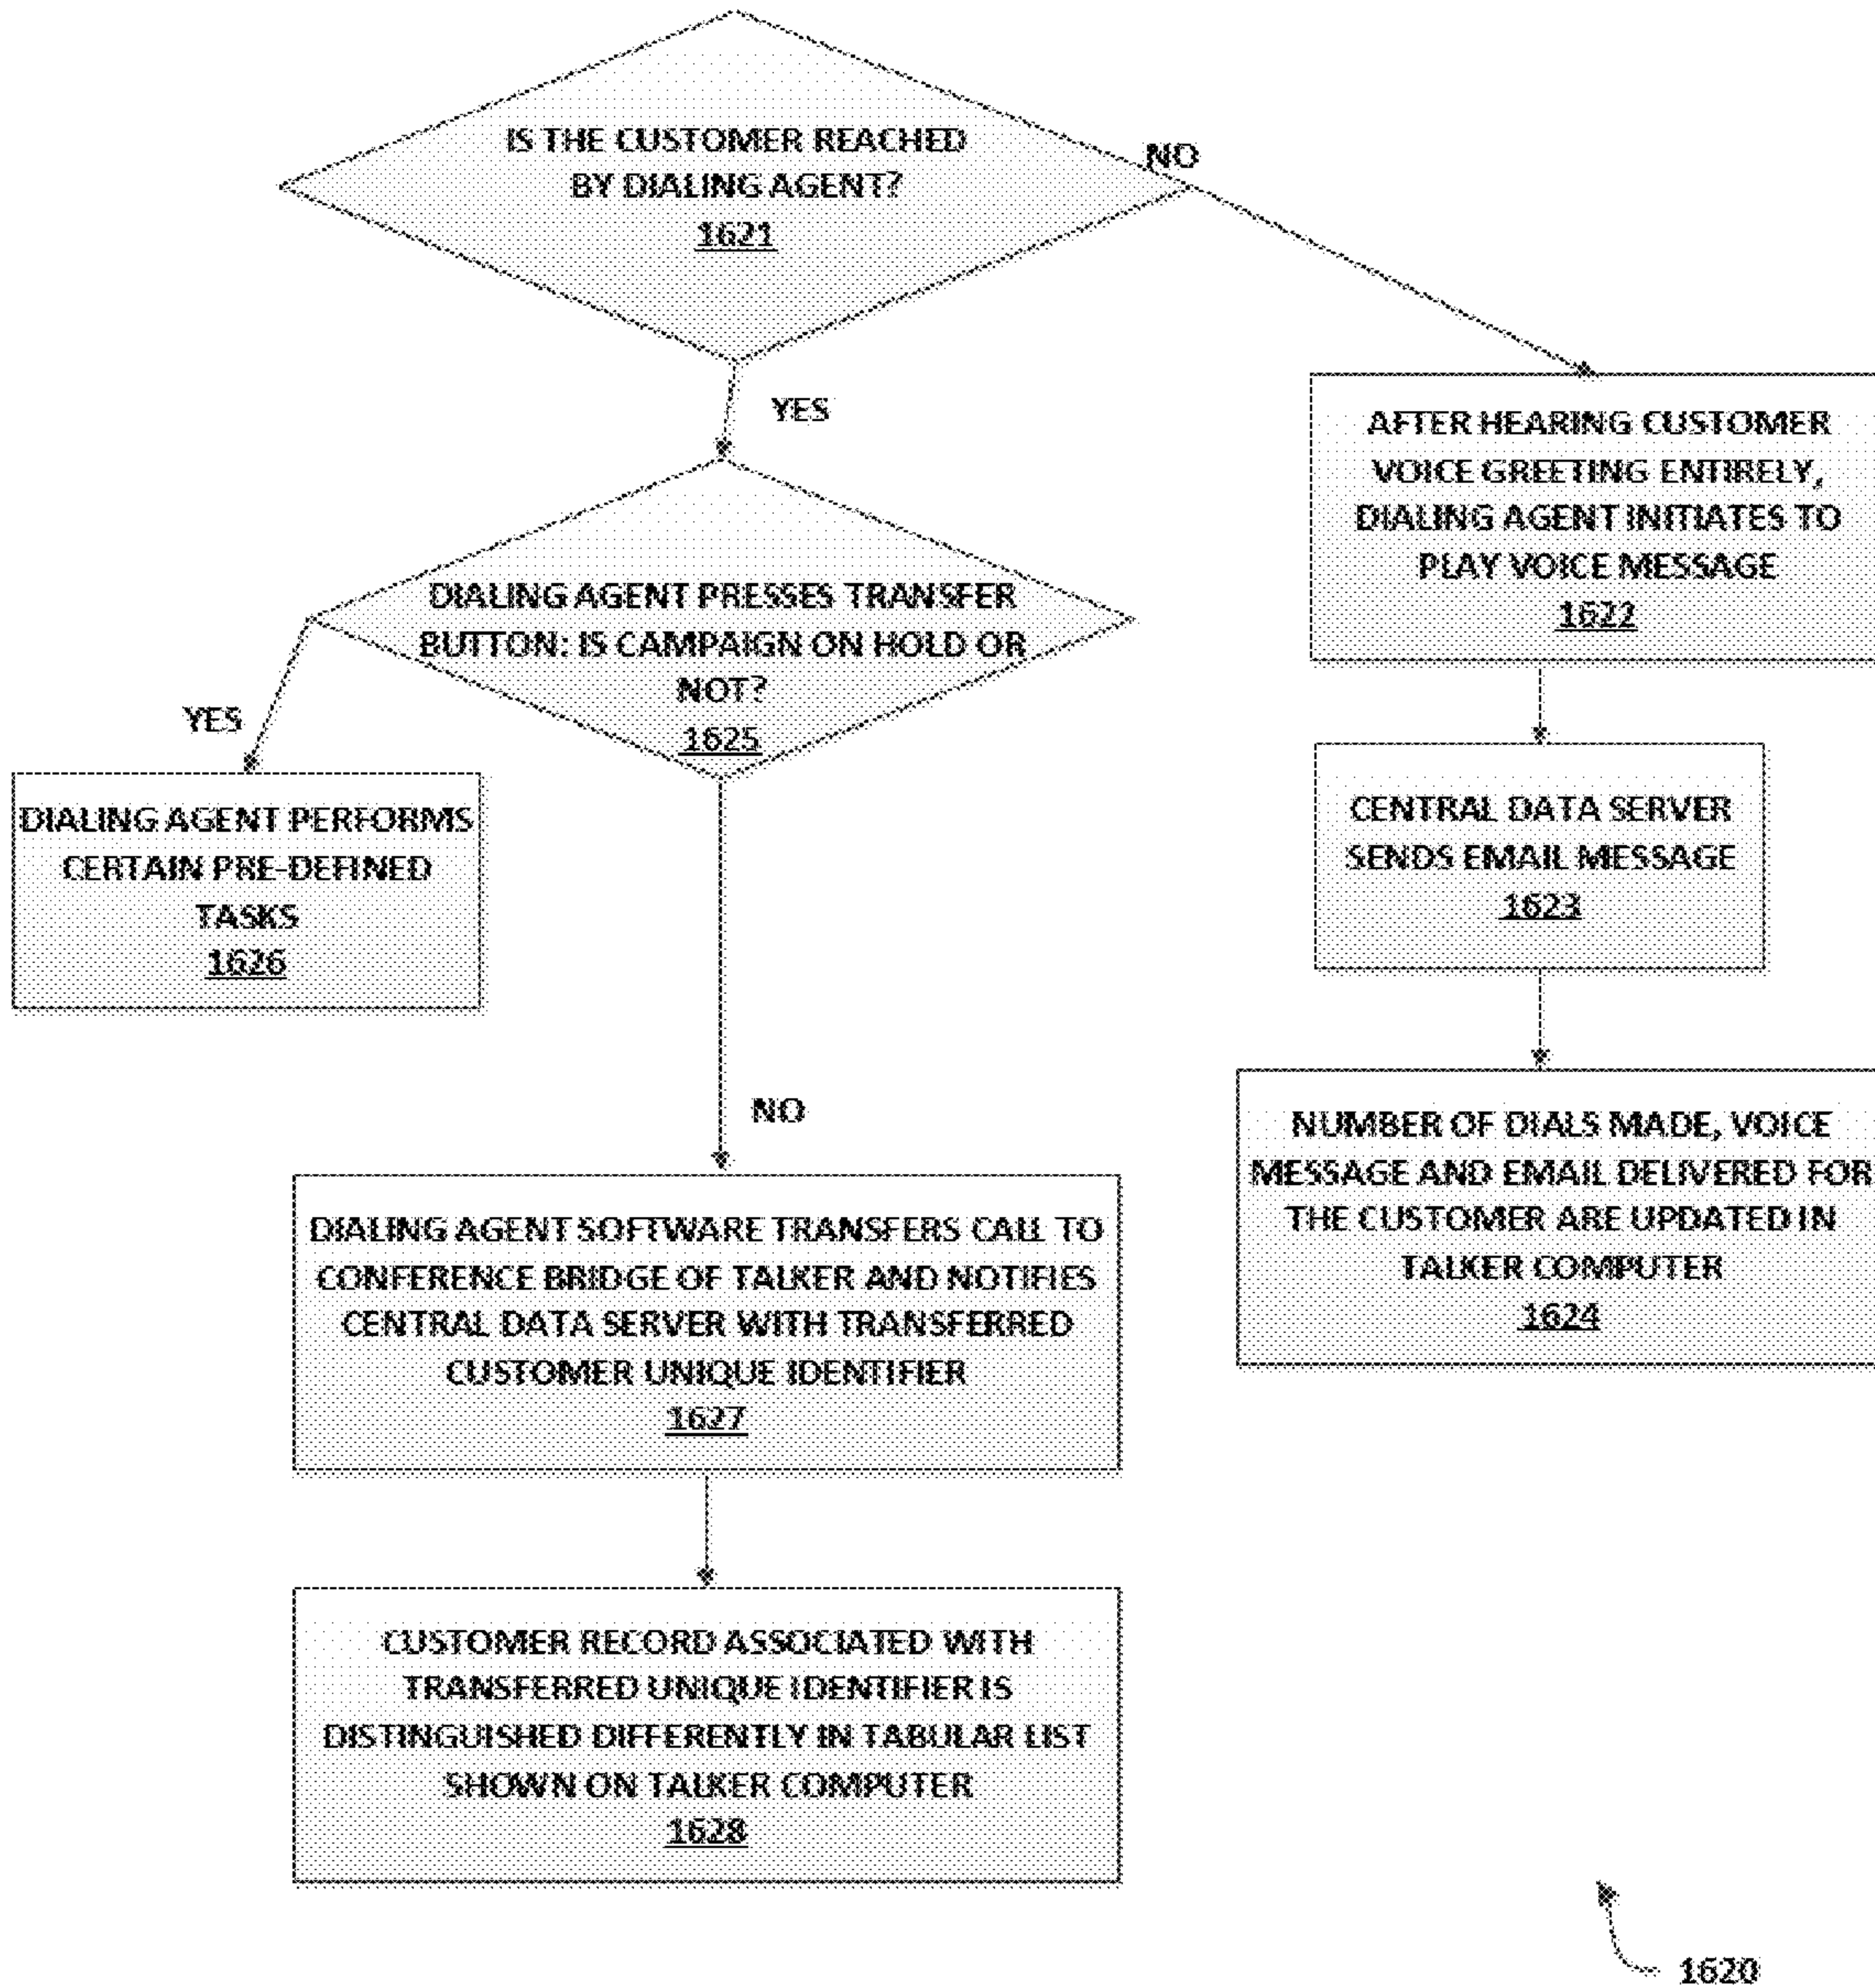 IS THE CUSTOMER REACHED
BY DIALING AGENT?
1621
NO
YES
AFTER HEARING CUSTOMER
VOICE GREETING ENTIRELY,
DIALING AGENT INITIATES TO
PLAY VOICE MESSAGE
1622
DIALING AGENT PRESSES TRANSFER
BUTTON: IS CAMPAIGN ON HOLD OR
NOT?
1625
YES
DIALING AGENT PERFORMS
CERTAIN PRE-DEFINED
TASKS
1626
CENTRAL DATA SERVER
SENDS EMAIL MESSAGE
1623
NO
NUMBER OF DIALS MADE, VOICE
MESSAGE AND EMAIL DELIVERED FOR
THE CUSTOMER ARE UPDATED IN
TALKER COMPUTER
1624
DIALING AGENT SOFTWARE TRANSFERS CALL TO
CONFERENCE BRIDGE OF TALKER AND NOTIFIES
CENTRAL DATA SERVER WITH TRANSFERRED
CUSTOMER UNIQUE IDENTIFIER
1627
CUSTOMER RECORD ASSOCIATED WITH
TRANSFERRED UNIQUE IDENTIFIER IS
DISTINGUISHED DIFFERENTLY IN TABULAR LIST
SHOWN ON TALKER COMPUTER
1628
1620